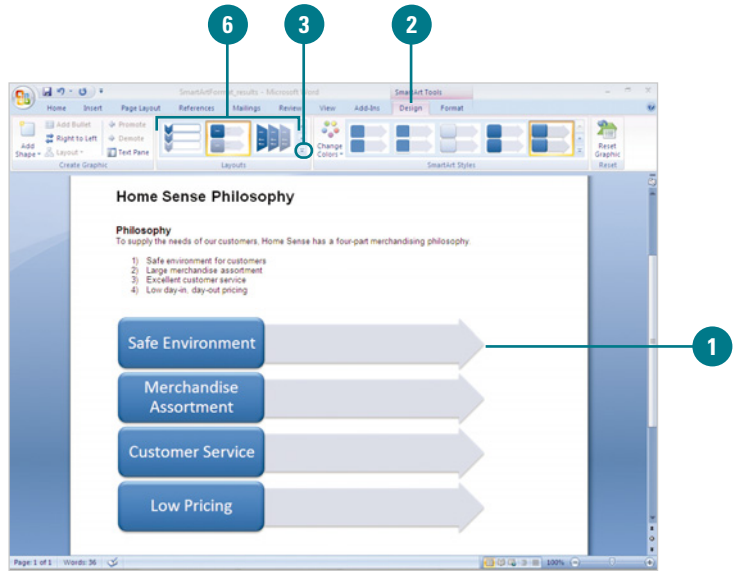 6 3 2
SmartArtFormat_results - Microsoft Word SmartArt Tools
Home Insert Page Layout References Mailings Review View Add-Ins Design Format
Add Shape
Add Bullet Promote
Right to Left Demote
Layout Text Pane
Create Graphic
Layouts
Change Colors
SmartArt Styles
Reset Graphic
Reset
Home Sense Philosophy
Philosophy
To supply the needs of our customers, Home Sense has a four-part merchandising philosophy.
1) Safe environment for customers
2) Large merchandise assortment
3) Excellent customer service
4) Low day-in, day-out pricing
Safe Environment
1
Merchandise
Assortment
Customer Service
Low Pricing
Page: 1 of 1 Words: 36 100%